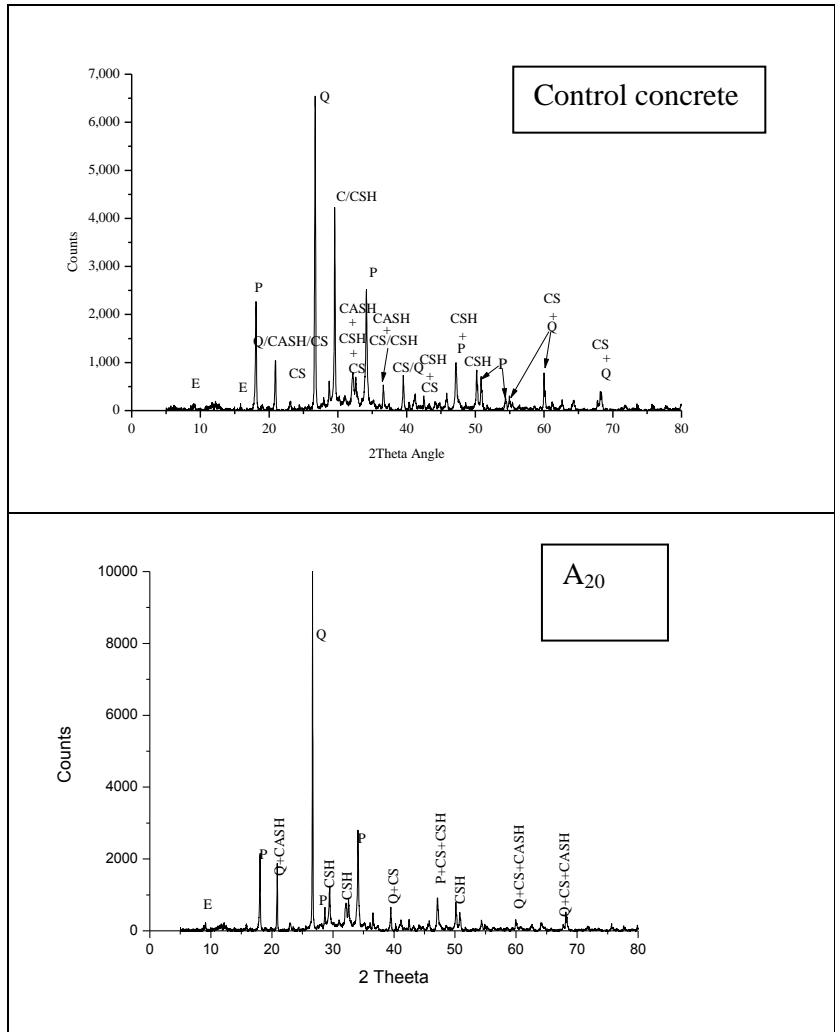 Control concrete
7,000
6,000
5,000
4,000
3,000
2,000
1,000
0
Counts
0 10 20 30 40 50 60 70 80
2Theta Angle
E
E
P
Q/CASH/CS
CS
Q
C/CSH
CASH
+
CSH
+
CS
P
CASH
+
CS/CSH
CS/Q
CSH
+
CS
CSH
+
P
CSH
P
CS
+
Q
CS
+
Q
A20
10000
8000
6000
4000
2000
0
Counts
0 10 20 30 40 50 60 70 80
2 Theeta
E
P
Q+CASH
Q
P
CSH
CSH
P
Q+CS
P+CS+CSH
CSH
Q+CS+CASH
Q+CS+CASH